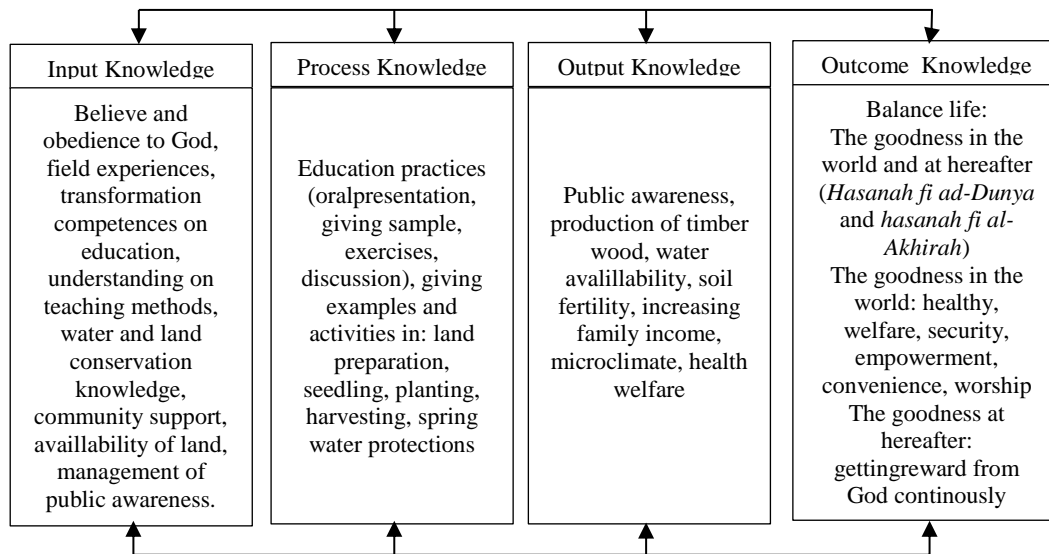 Input Knowledge
Believe and
obedience to God,
field experiences,
transformation
competences on
education,
understanding on
teaching methods,
water and land
conservation
knowledge,
community support,
availlability of land,
management of
public awareness.
Process Knowledge
Education practices
(oralpresentation,
giving sample,
exercises,
discussion), giving
examples and
activities in: land
preparation,
seedling, planting,
harvesting, spring
water protections
Output Knowledge
Public awareness,
production of timber
wood, water
avalillability, soil
fertility, increasing
family income,
microclimate, health
welfare
Outcome Knowledge
Balance life:
The goodness in the
world and at hereafter
(Hasanah fi ad-Dunya
and hasanah fi al-
Akhirah)
The goodness in the
world: healthy,
welfare, security,
empowerment,
convenience, worship
The goodness at
hereafter:
gettingreward from
God continously